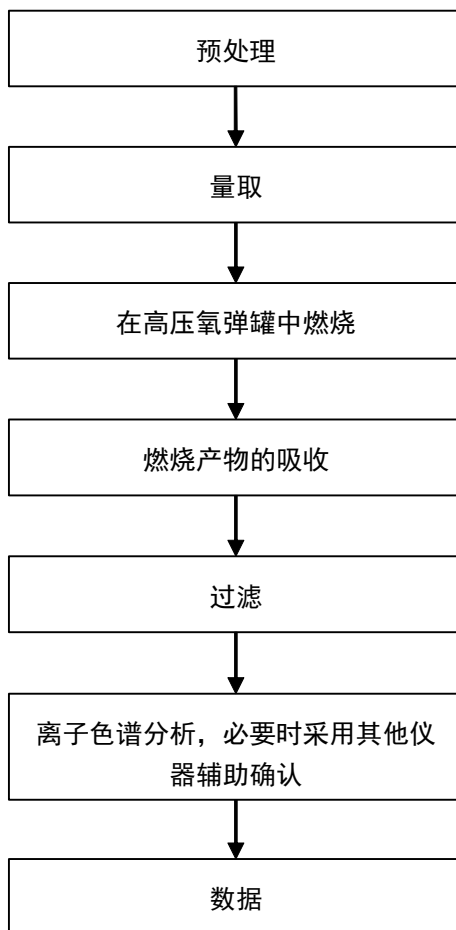 预处理
量取
在高压氧弹罐中燃烧
燃烧产物的吸收
过滤
离子色谱分析，必要时采用其他仪
器辅助确认
数据